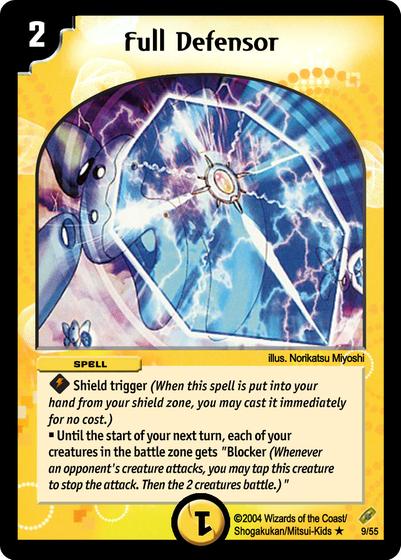 2
Full Defensor
illus. Norikatsu Miyoshi
SPELL
Shield trigger (When this spell is put into your
hand from your shield zone, you may cast it immediately
for no cost.)
▪ Until the start of your next turn, each of your
creatures in the battle zone gets "Blocker (Whenever
an opponent's creature attacks, you may tap this creature
to stop the attack. Then the 2 creatures battle.)"
1
©2004 Wizards of the Coast/
Shogakukan/Mitsui-Kids ★ 9/55